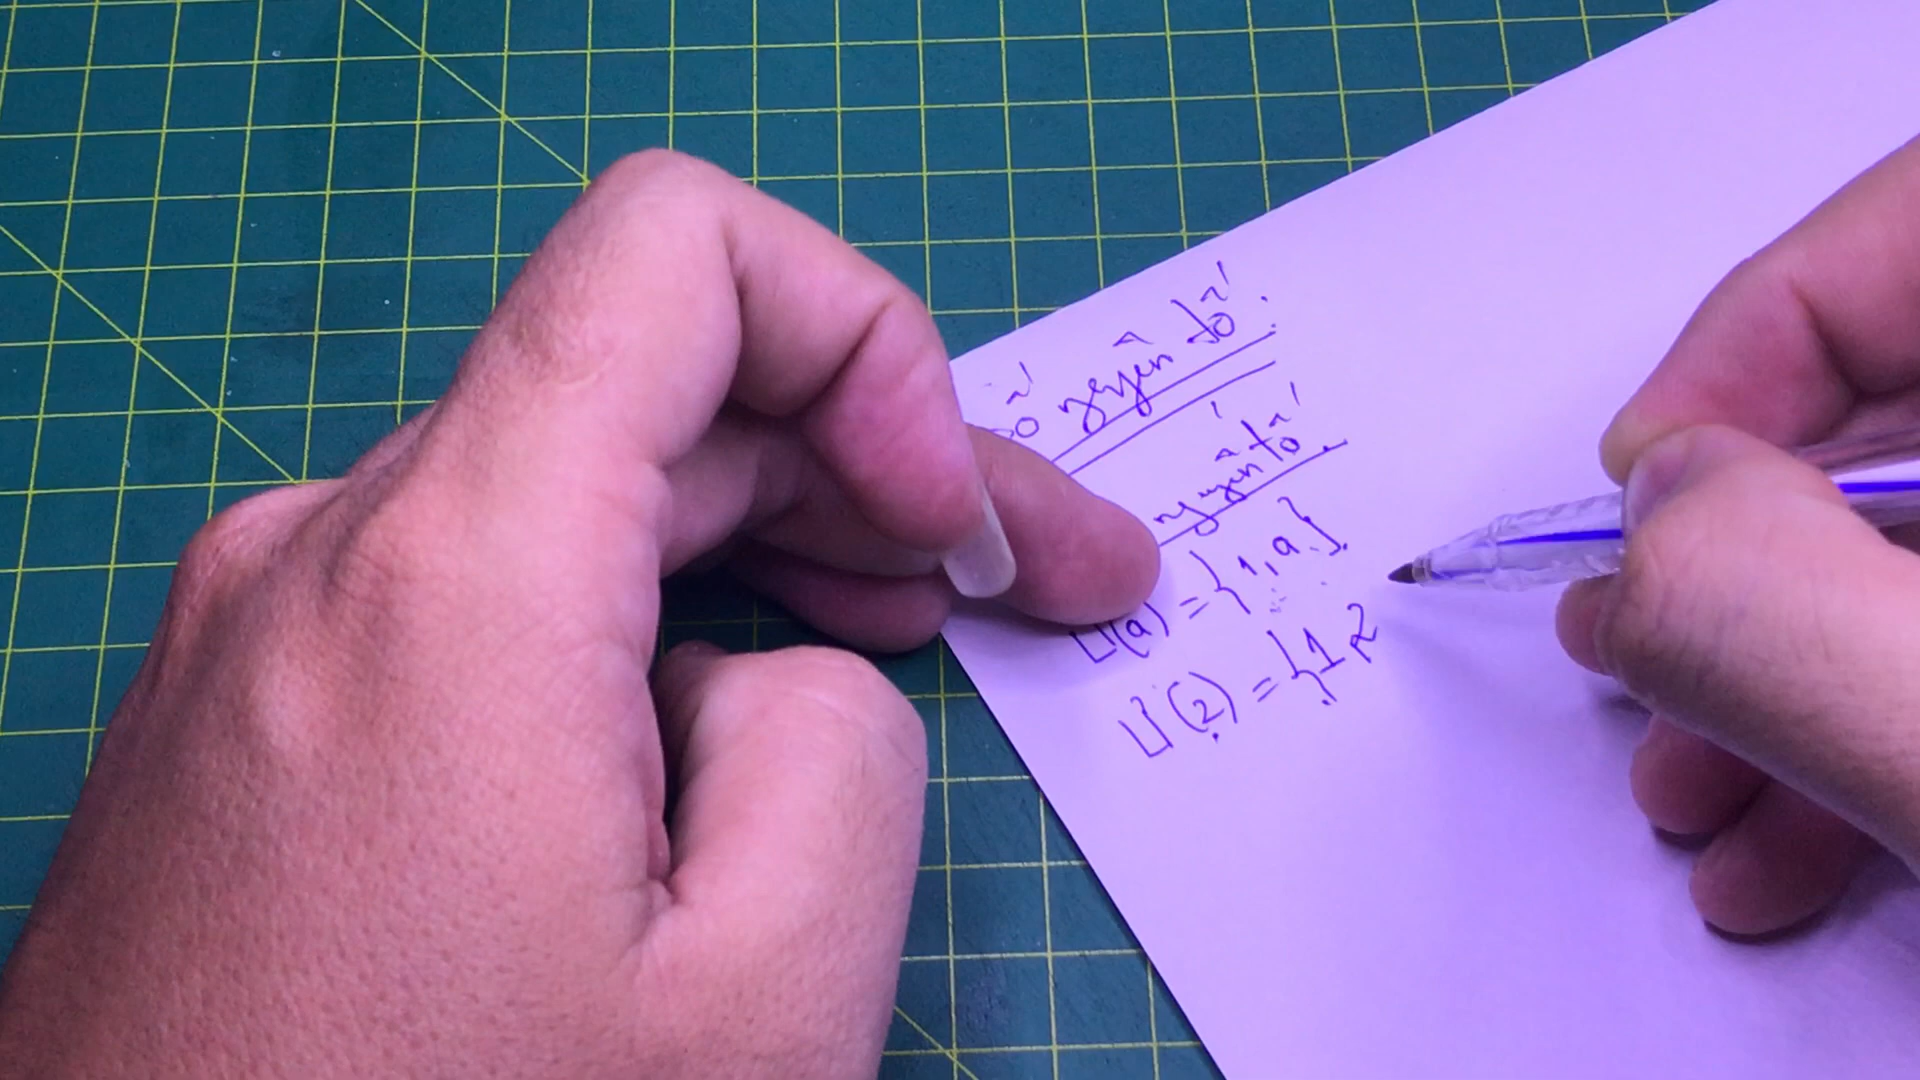 Số nguyên tố.
nguyên tố
Ư(a) = {1, a}
Ư(2) = {1, 2